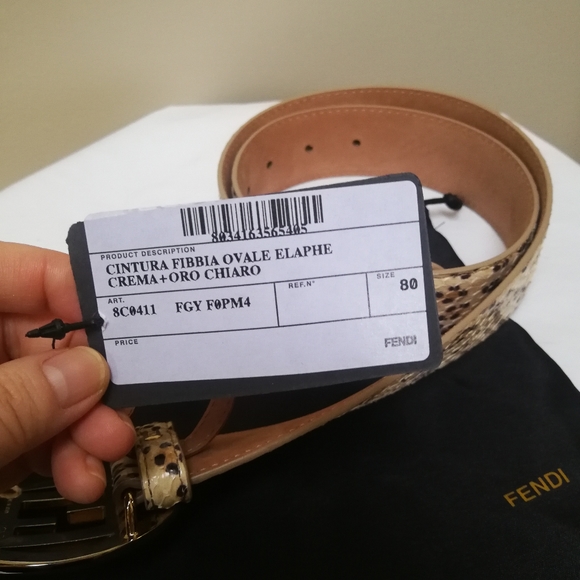 8034163565405
PRODUCT DESCRIPTION
CINTURA FIBBIA OVALE ELAPHE
CREMA+ORO CHIARO
ART.
8C0411 FGY F0PM4
REF.N°
SIZE
80
PRICE
FENDI
FENDI